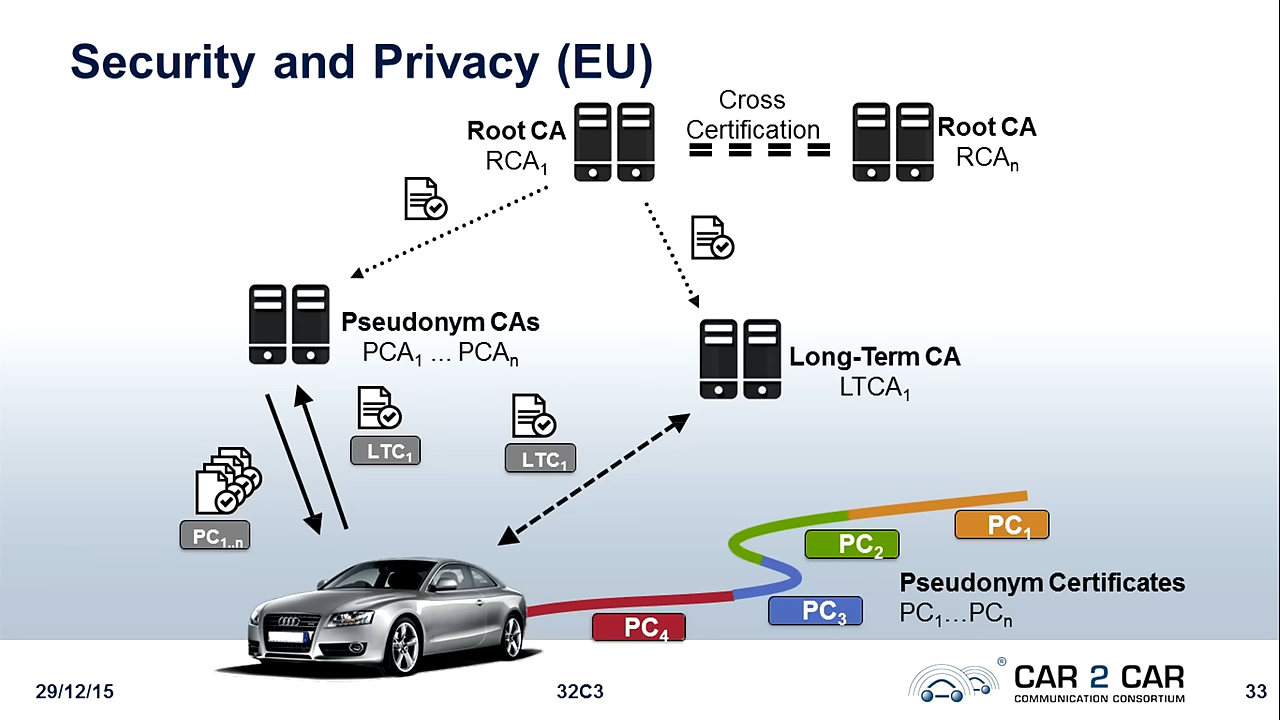 Security and Privacy (EU)
Cross
Certification
Root CA
RCA1
Root CA
RCAn
Pseudonym CAs
PCA1 ... PCAn
Long-Term CA
LTCA1
LTC1
LTC1
PC1..n
PC1
PC2
PC3
PC4
Pseudonym Certificates
PC1...PCn
29/12/15
32C3
® CAR 2 CAR
COMMUNICATION CONSORTIUM
33